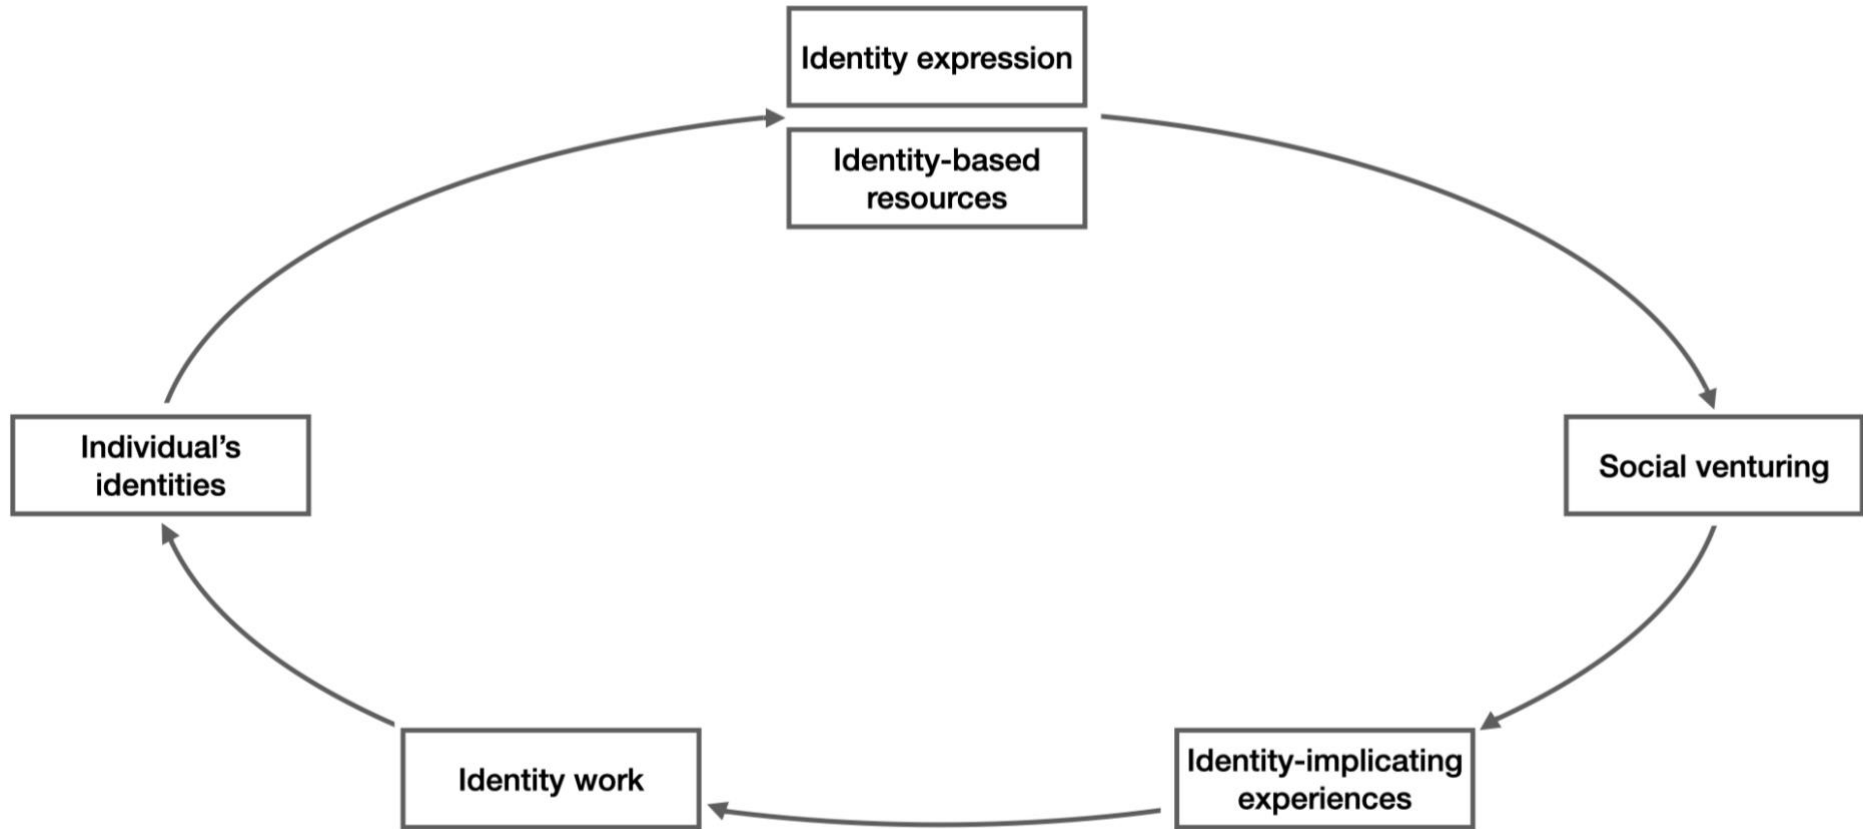 Identity expression
Identity-based
resources
Individual’s
identities
Social venturing
Identity work
Identity-implicating
experiences